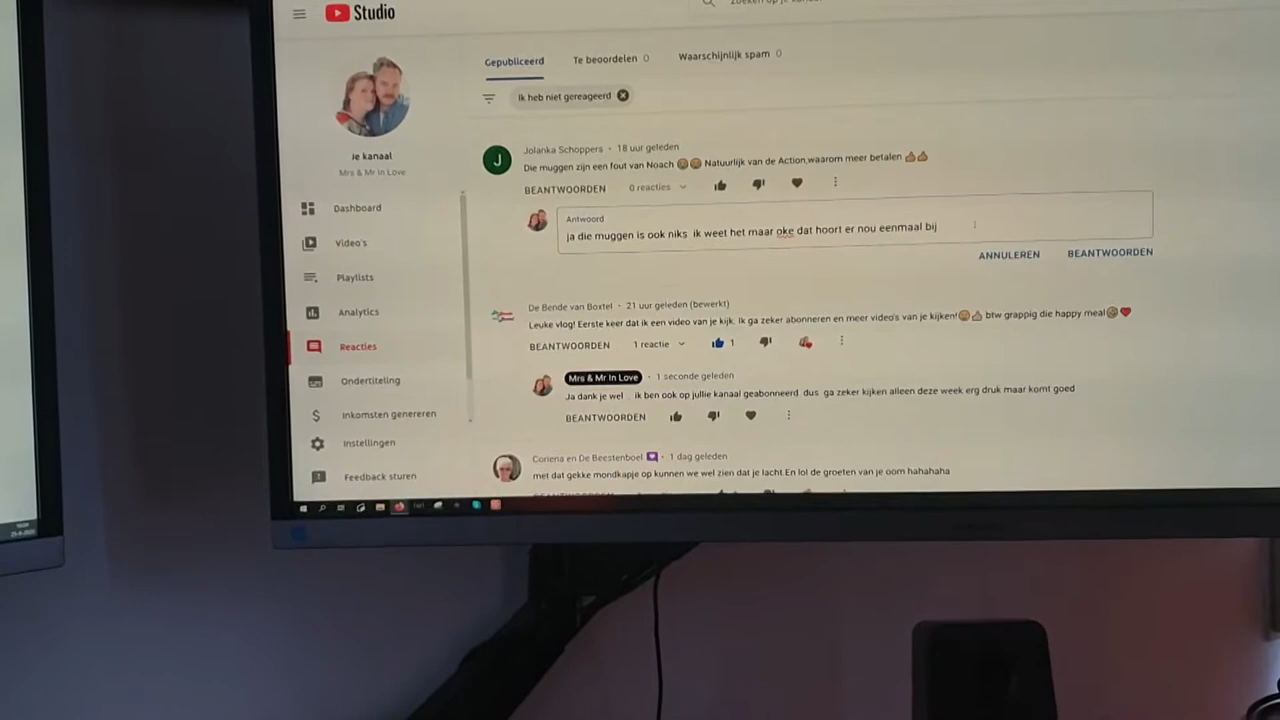 Studio
Gepubliceerd
Te beoordelen 0
Waarschijnlijk spam 0
Ik heb niet gereageerd
Je kanaal
Mrs & Mr In Love
Dashboard
Video's
Playlists
Analytics
Reacties
Ondertiteling
Inkomsten genereren
Instellingen
Feedback sturen
J
Jolanka Schoppers • 18 uur geleden
Die muggen zijn een fout van Noach Natuurlijk van de Action,waarom meer betalen
BEANTWOORDEN 0 reacties
Antwoord
ja die muggen is ook niks ik weet het maar oke dat hoort er nou eenmaal bij
ANNULEREN BEANTWOORDEN
De Bende van Boxtel • 21 uur geleden (bewerkt)
Leuke vlog! Eerste keer dat ik een video van je kijk. Ik ga zeker abonneren en meer video's van je kijken! btw grappig die happy meal
BEANTWOORDEN 1 reactie 1
Mrs & Mr In Love • 1 seconde geleden
Ja dank je wel . ik ben ook op jullie kanaal geabonneerd dus ga zeker kijken alleen deze week erg druk maar komt goed
BEANTWOORDEN
Coriena en De Beestenboel • 1 dag geleden
met dat gekke mondkapje op kunnen we wel zien dat je lacht.En lol de groeten van je oom hahahaha